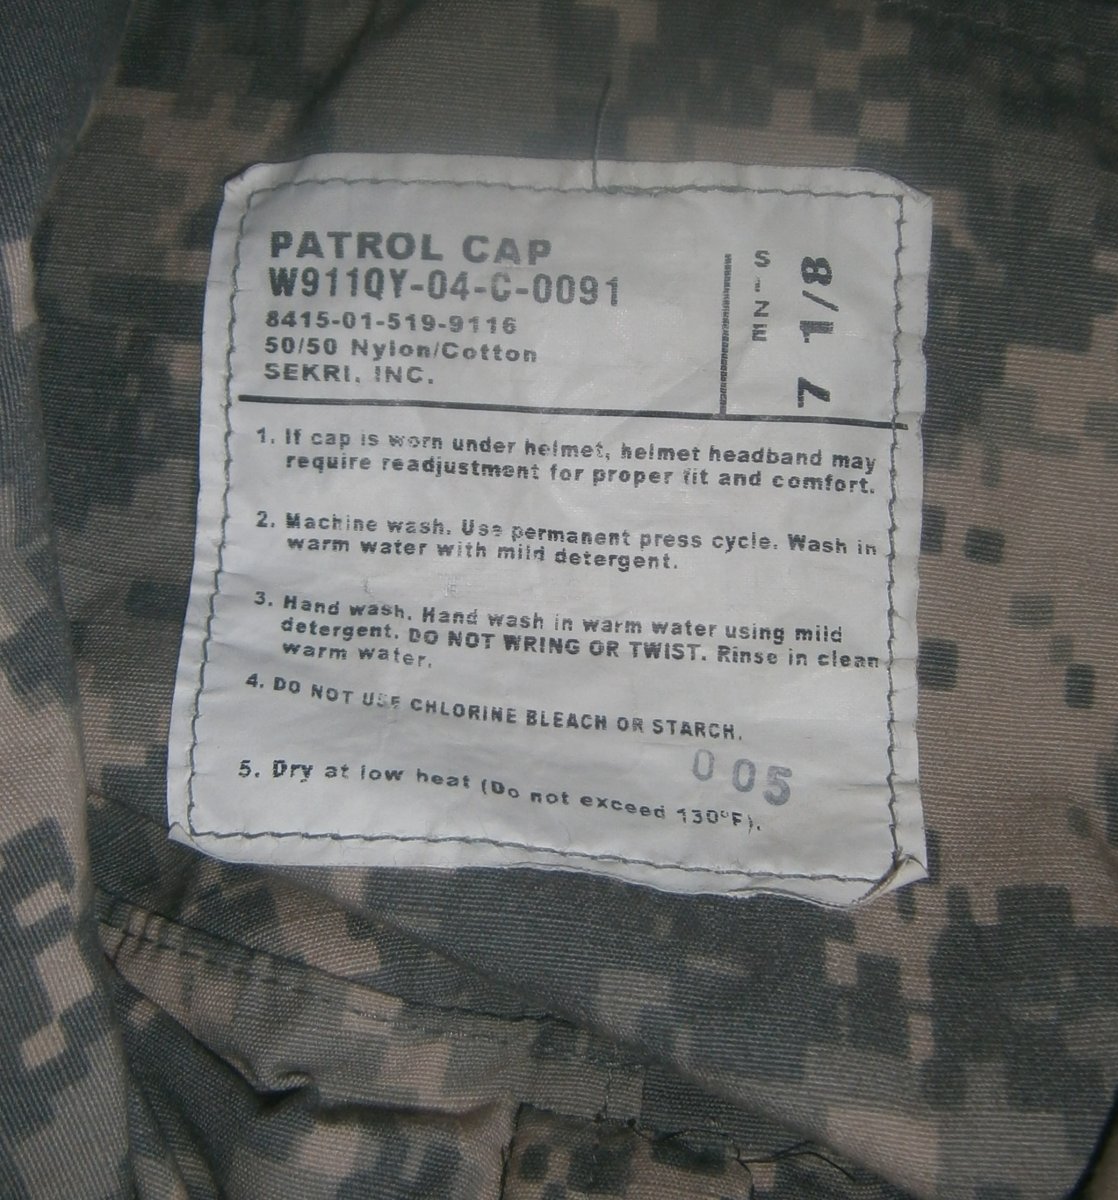 PATROL CAP
W911QY-04-C-0091
8415-01-519-9116
50/50 Nylon/Cotton
SEKRI, INC.
SIZE
7 1/8
1. If cap is worn under helmet, helmet headband may
require readjustment for proper fit and comfort.
2. Machine wash. Use permanent press cycle. Wash in
warm water with mild detergent.
3. Hand wash. Hand wash in warm water using mild
detergent. DO NOT WRING OR TWIST. Rinse in clean
warm water.
4. DO NOT USE CHLORINE BLEACH OR STARCH.
005
5. Dry at low heat (Do not exceed 130°F).